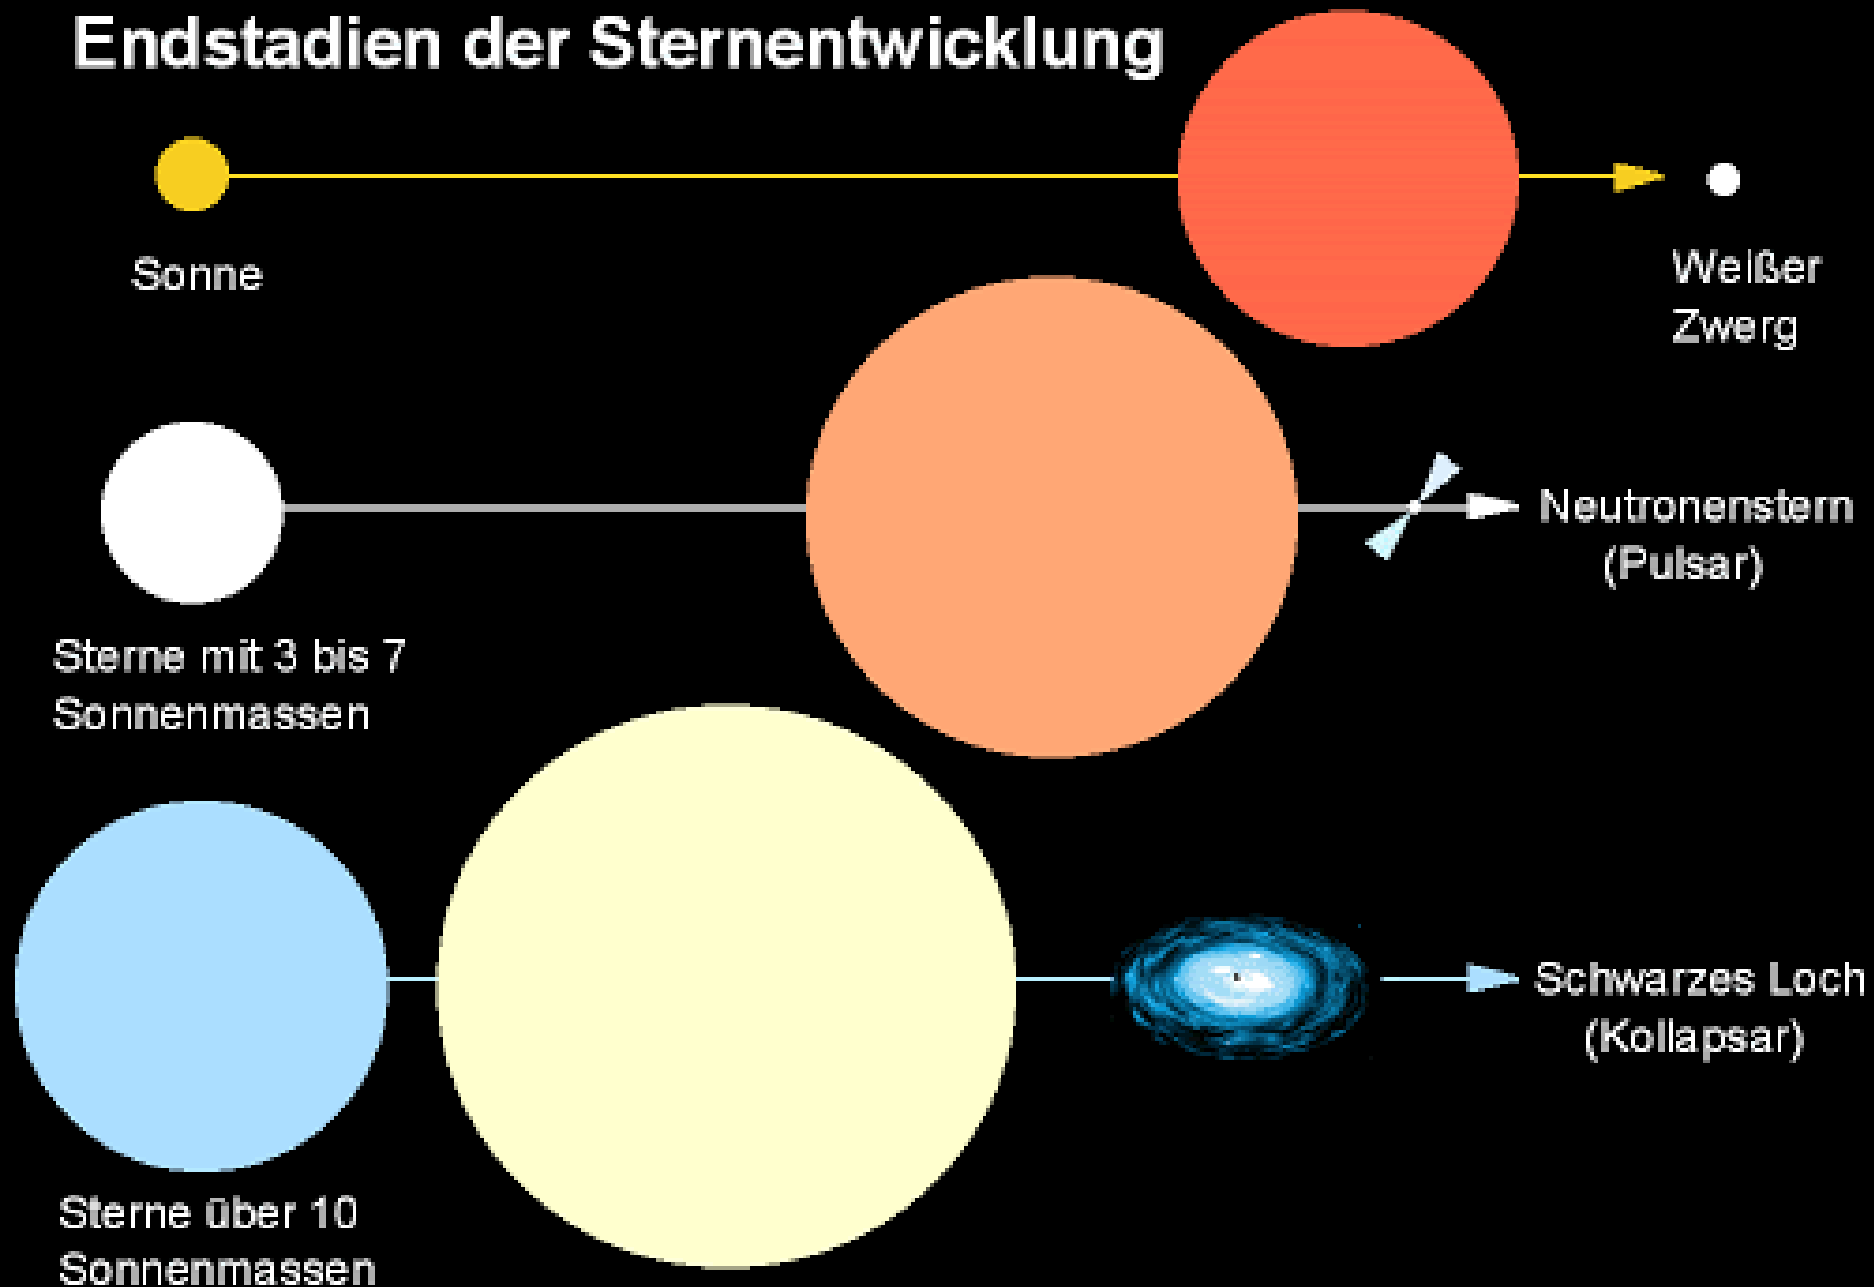 Endstadien der Sternentwicklung
Sonne
Weißer
Zwerg
Neutronenstern
(Pulsar)
Sterne mit 3 bis 7
Sonnenmassen
Schwarzes Loch
(Kollapsar)
Sterne über 10
Sonnenmassen